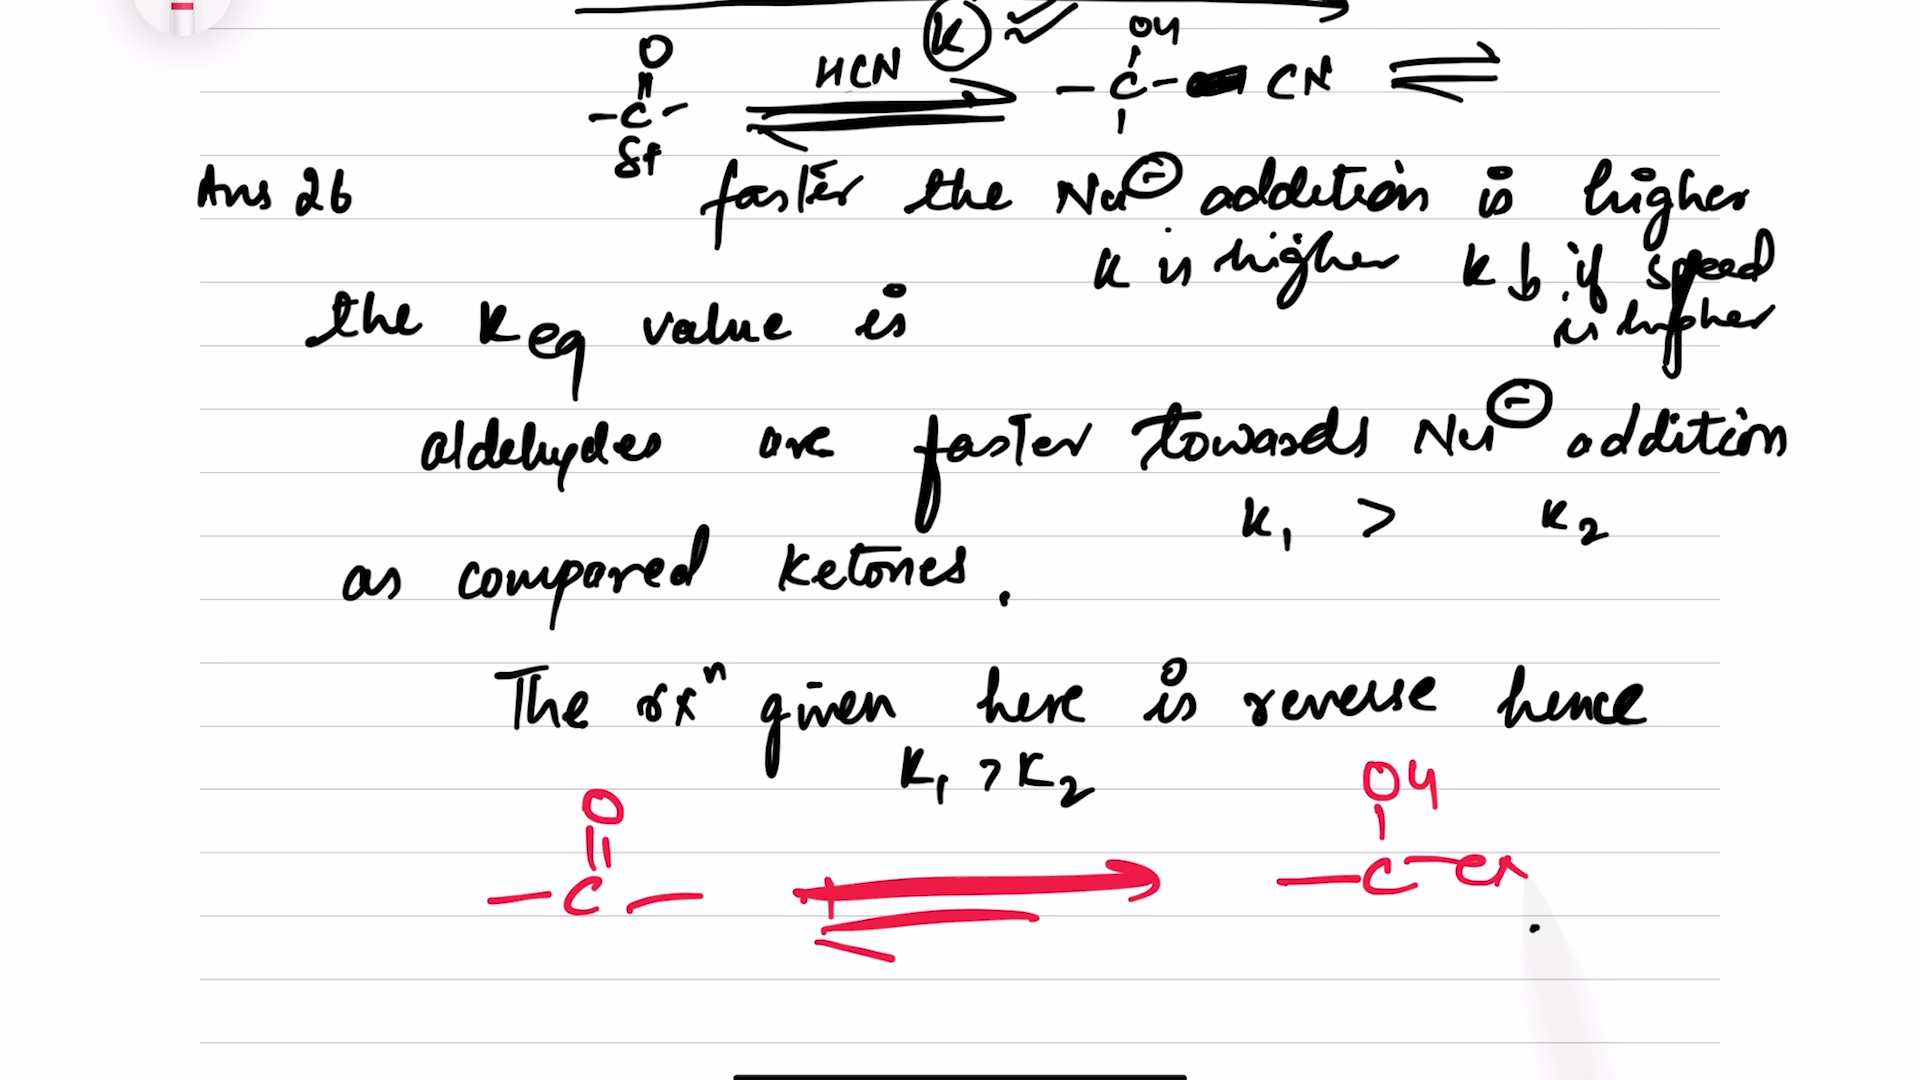 O HCN K OH
-C- -C- CN
δ+
Ans 26 faster the Nu⊖ addition is higher
K is higher K↓ if speed
is higher
the Keq value is
aldehydes are faster towards Nu⊖ addition
K₁ > K₂
as compared ketones.
The rxⁿ given here is reverse hence
K₁ > K₂
O OH
-C- -C-CN